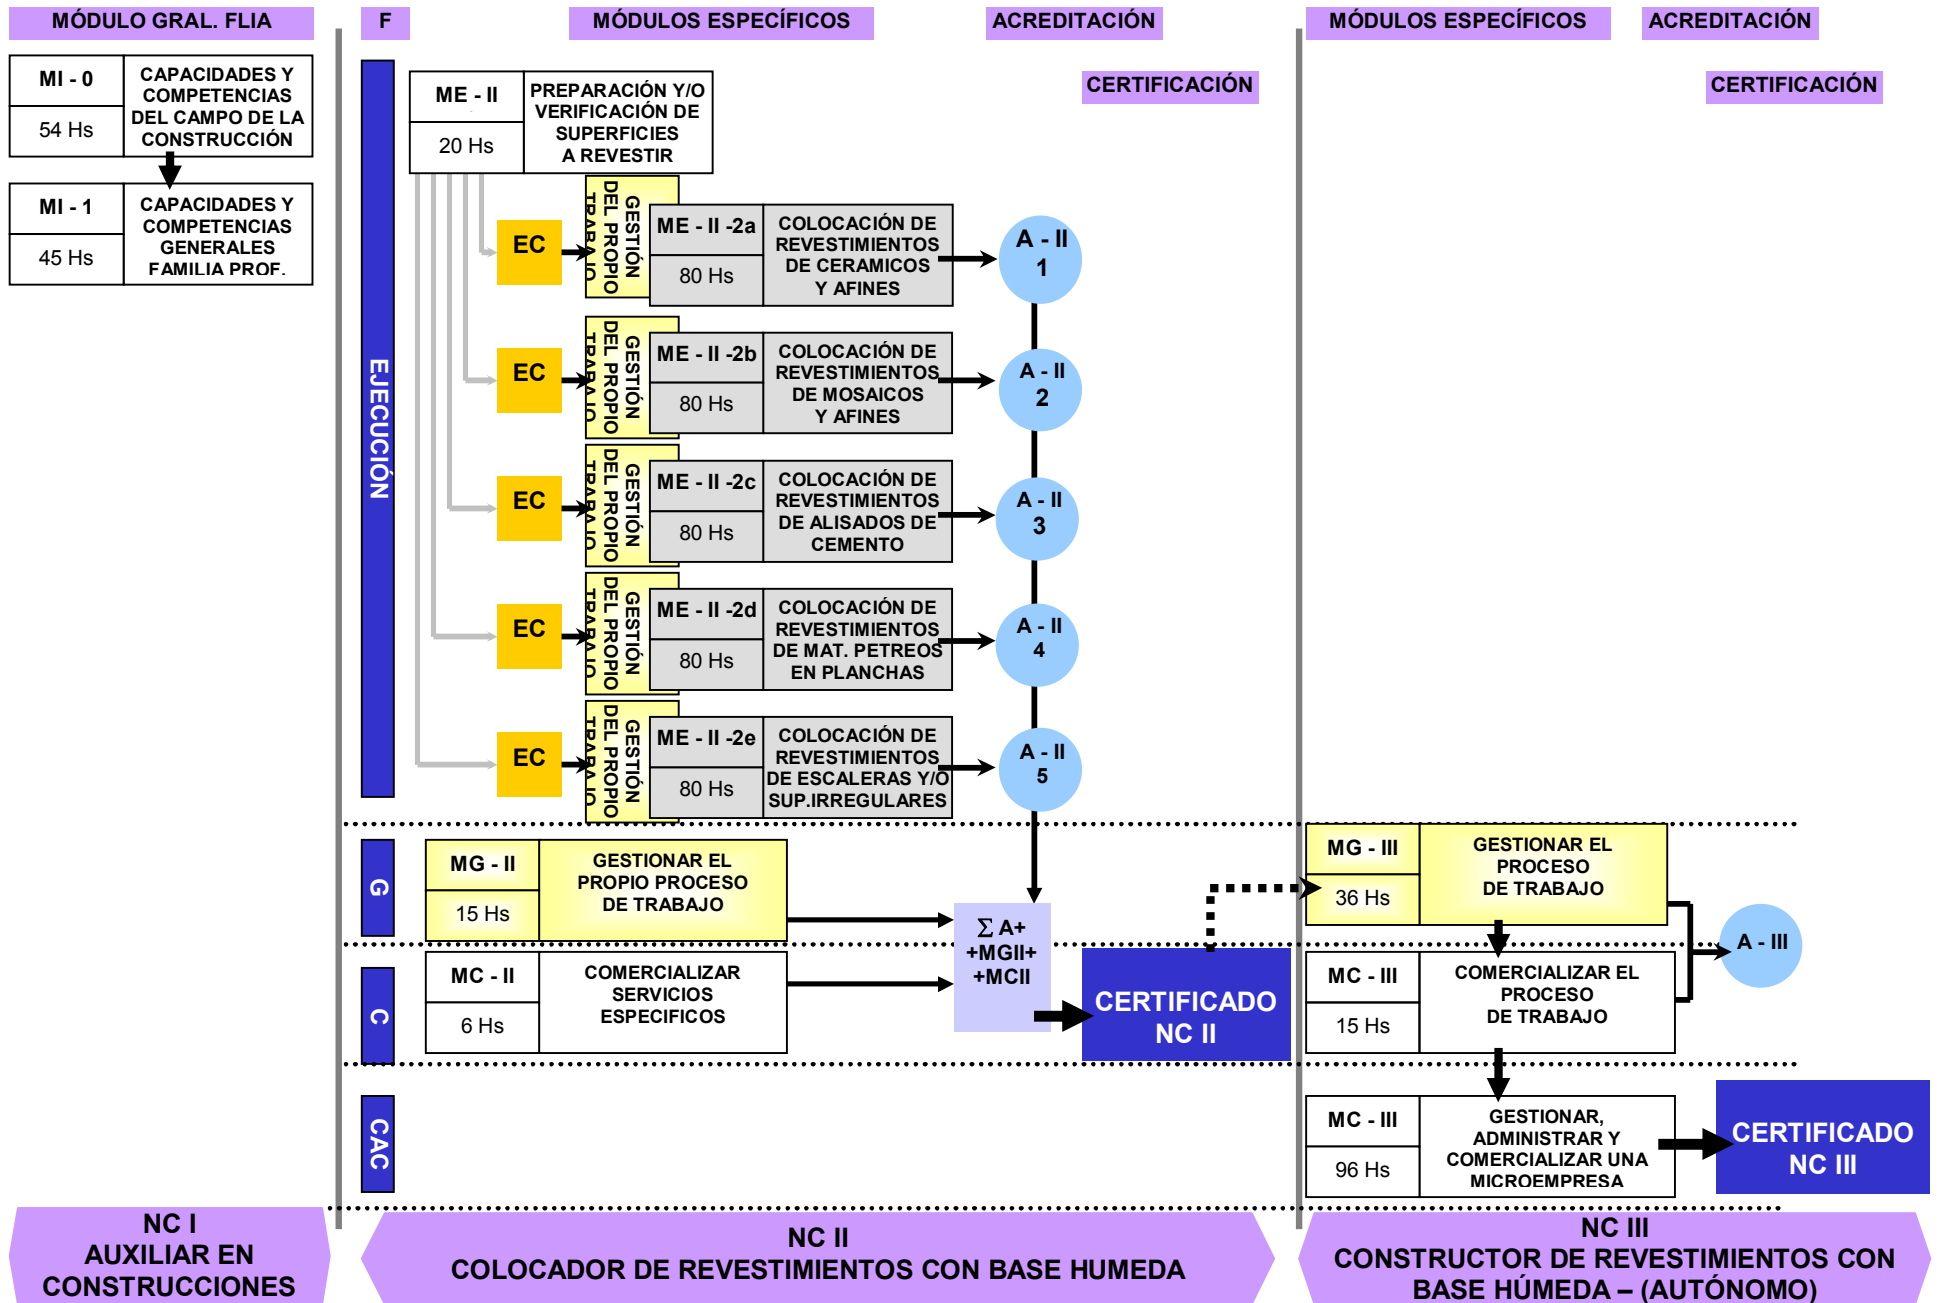 MÓDULO GRAL. FLIA
F
MÓDULOS ESPECÍFICOS
ACREDITACIÓN
MÓDULOS ESPECÍFICOS
ACREDITACIÓN
CERTIFICACIÓN
CERTIFICACIÓN
MI - 0
54 Hs
CAPACIDADES Y
COMPETENCIAS
DEL CAMPO DE LA
CONSTRUCCIÓN
MI - 1
45 Hs
CAPACIDADES Y
COMPETENCIAS
GENERALES
FAMILIA PROF.
EJECUCIÓN
ME - II
20 Hs
PREPARACIÓN Y/O
VERIFICACIÓN DE
SUPERFICIES
A REVESTIR
EC
GESTIÓN
DEL PROPIO
TRABAJO
ME - II -2a
80 Hs
COLOCACIÓN DE
REVESTIMIENTOS
DE CERAMICOS
Y AFINES
A - II
1
EC
GESTIÓN
DEL PROPIO
TRABAJO
ME - II -2b
80 Hs
COLOCACIÓN DE
REVESTIMIENTOS
DE MOSAICOS
Y AFINES
A - II
2
EC
GESTIÓN
DEL PROPIO
TRABAJO
ME - II -2c
80 Hs
COLOCACIÓN DE
REVESTIMIENTOS
DE ALISADOS DE
CEMENTO
A - II
3
EC
GESTIÓN
DEL PROPIO
TRABAJO
ME - II -2d
80 Hs
COLOCACIÓN DE
REVESTIMIENTOS
DE MAT. PETREOS
EN PLANCHAS
A - II
4
EC
GESTIÓN
DEL PROPIO
TRABAJO
ME - II -2e
80 Hs
COLOCACIÓN DE
REVESTIMIENTOS
DE ESCALERAS Y/O
SUP.IRREGULARES
A - II
5
G
MG - II
15 Hs
GESTIONAR EL
PROPIO PROCESO
DE TRABAJO
Σ A+
+MGII+
+MCII
MG - III
36 Hs
GESTIONAR EL
PROCESO
DE TRABAJO
A - III
C
MC - II
6 Hs
COMERCIALIZAR
SERVICIOS
ESPECIFICOS
CERTIFICADO
NC II
MC - III
15 Hs
COMERCIALIZAR EL
PROCESO
DE TRABAJO
CAC
MC - III
96 Hs
GESTIONAR,
ADMINISTRAR Y
COMERCIALIZAR UNA
MICROEMPRESA
CERTIFICADO
NC III
NC I
AUXILIAR EN
CONSTRUCCIONES
NC II
COLOCADOR DE REVESTIMIENTOS CON BASE HUMEDA
NC III
CONSTRUCTOR DE REVESTIMIENTOS CON
BASE HÚMEDA – (AUTÓNOMO)